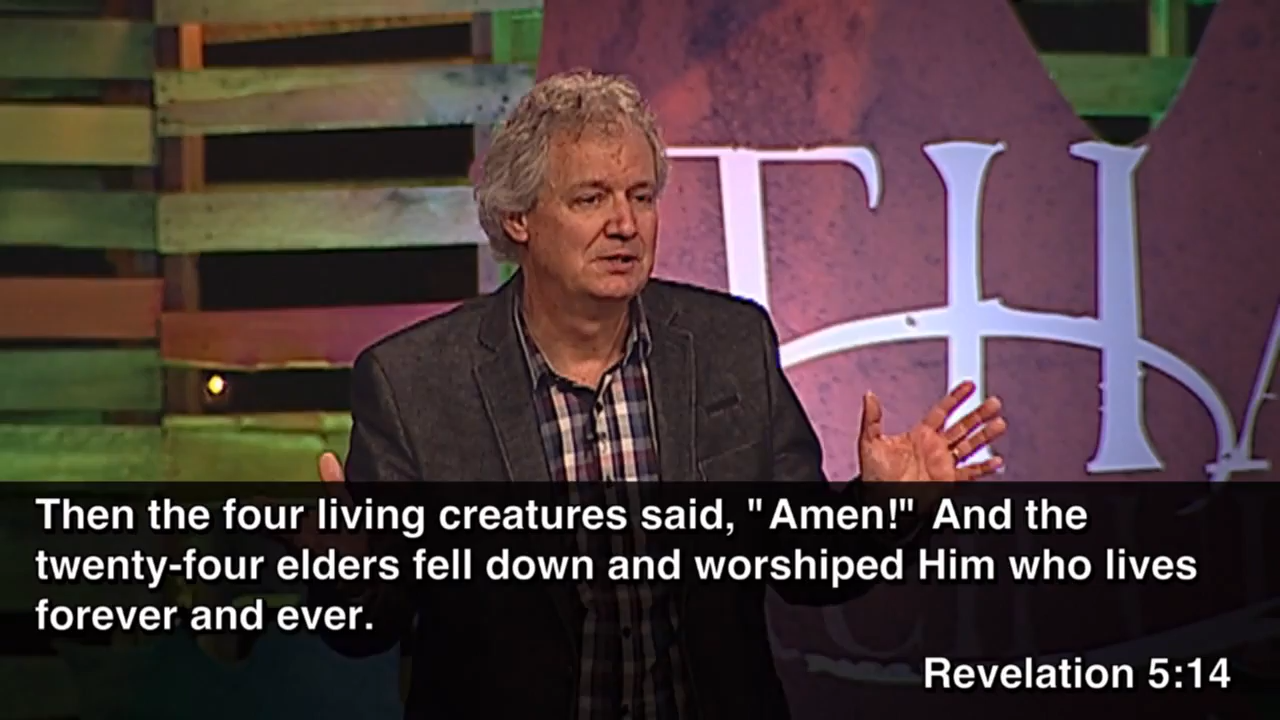 THA
Then the four living creatures said, "Amen!" And the
twenty-four elders fell down and worshiped Him who lives
forever and ever.
Revelation 5:14